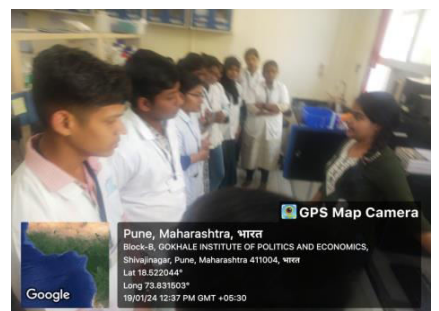 GPS Map Camera
Pune, Maharashtra, भारत
Block-B, GOKHALE INSTITUTE OF POLITICS AND ECONOMICS,
Shivajinagar, Pune, Maharashtra 411004, भारत
Lat 18.522044°
Long 73.831503°
19/01/24 12:37 PM GMT +05:30
Google